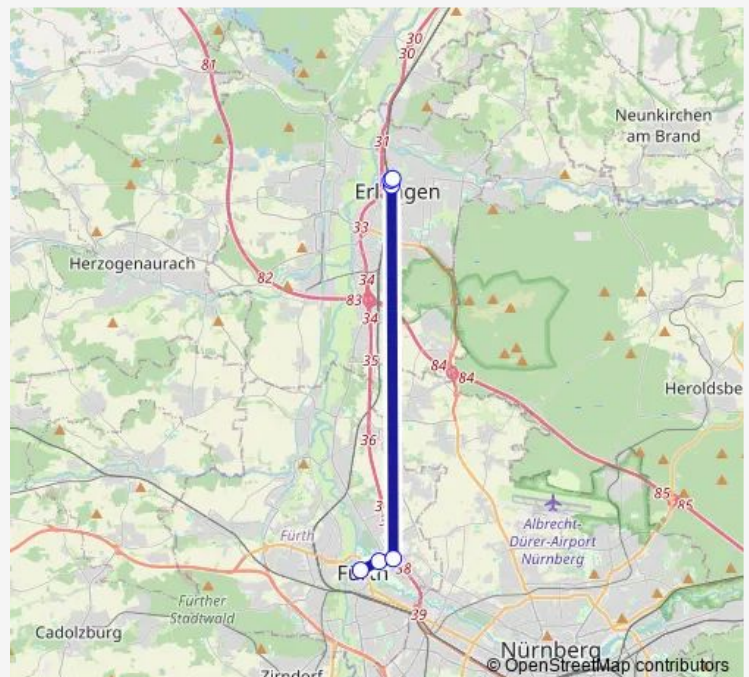 30
30
81
Neunkirchen
am Brand
31
Erlangen
33
Herzogenaurach
82
34
83
34
35
84
84
Heroldsbe
36
85
85
Albrecht-
Dürer-Airport
Nürnberg
Fürth
Fürth
38
Further
Stadtwald
39
Cadolzburg
Nürnberg
Zirndorf
© OpenStreetMap contributors